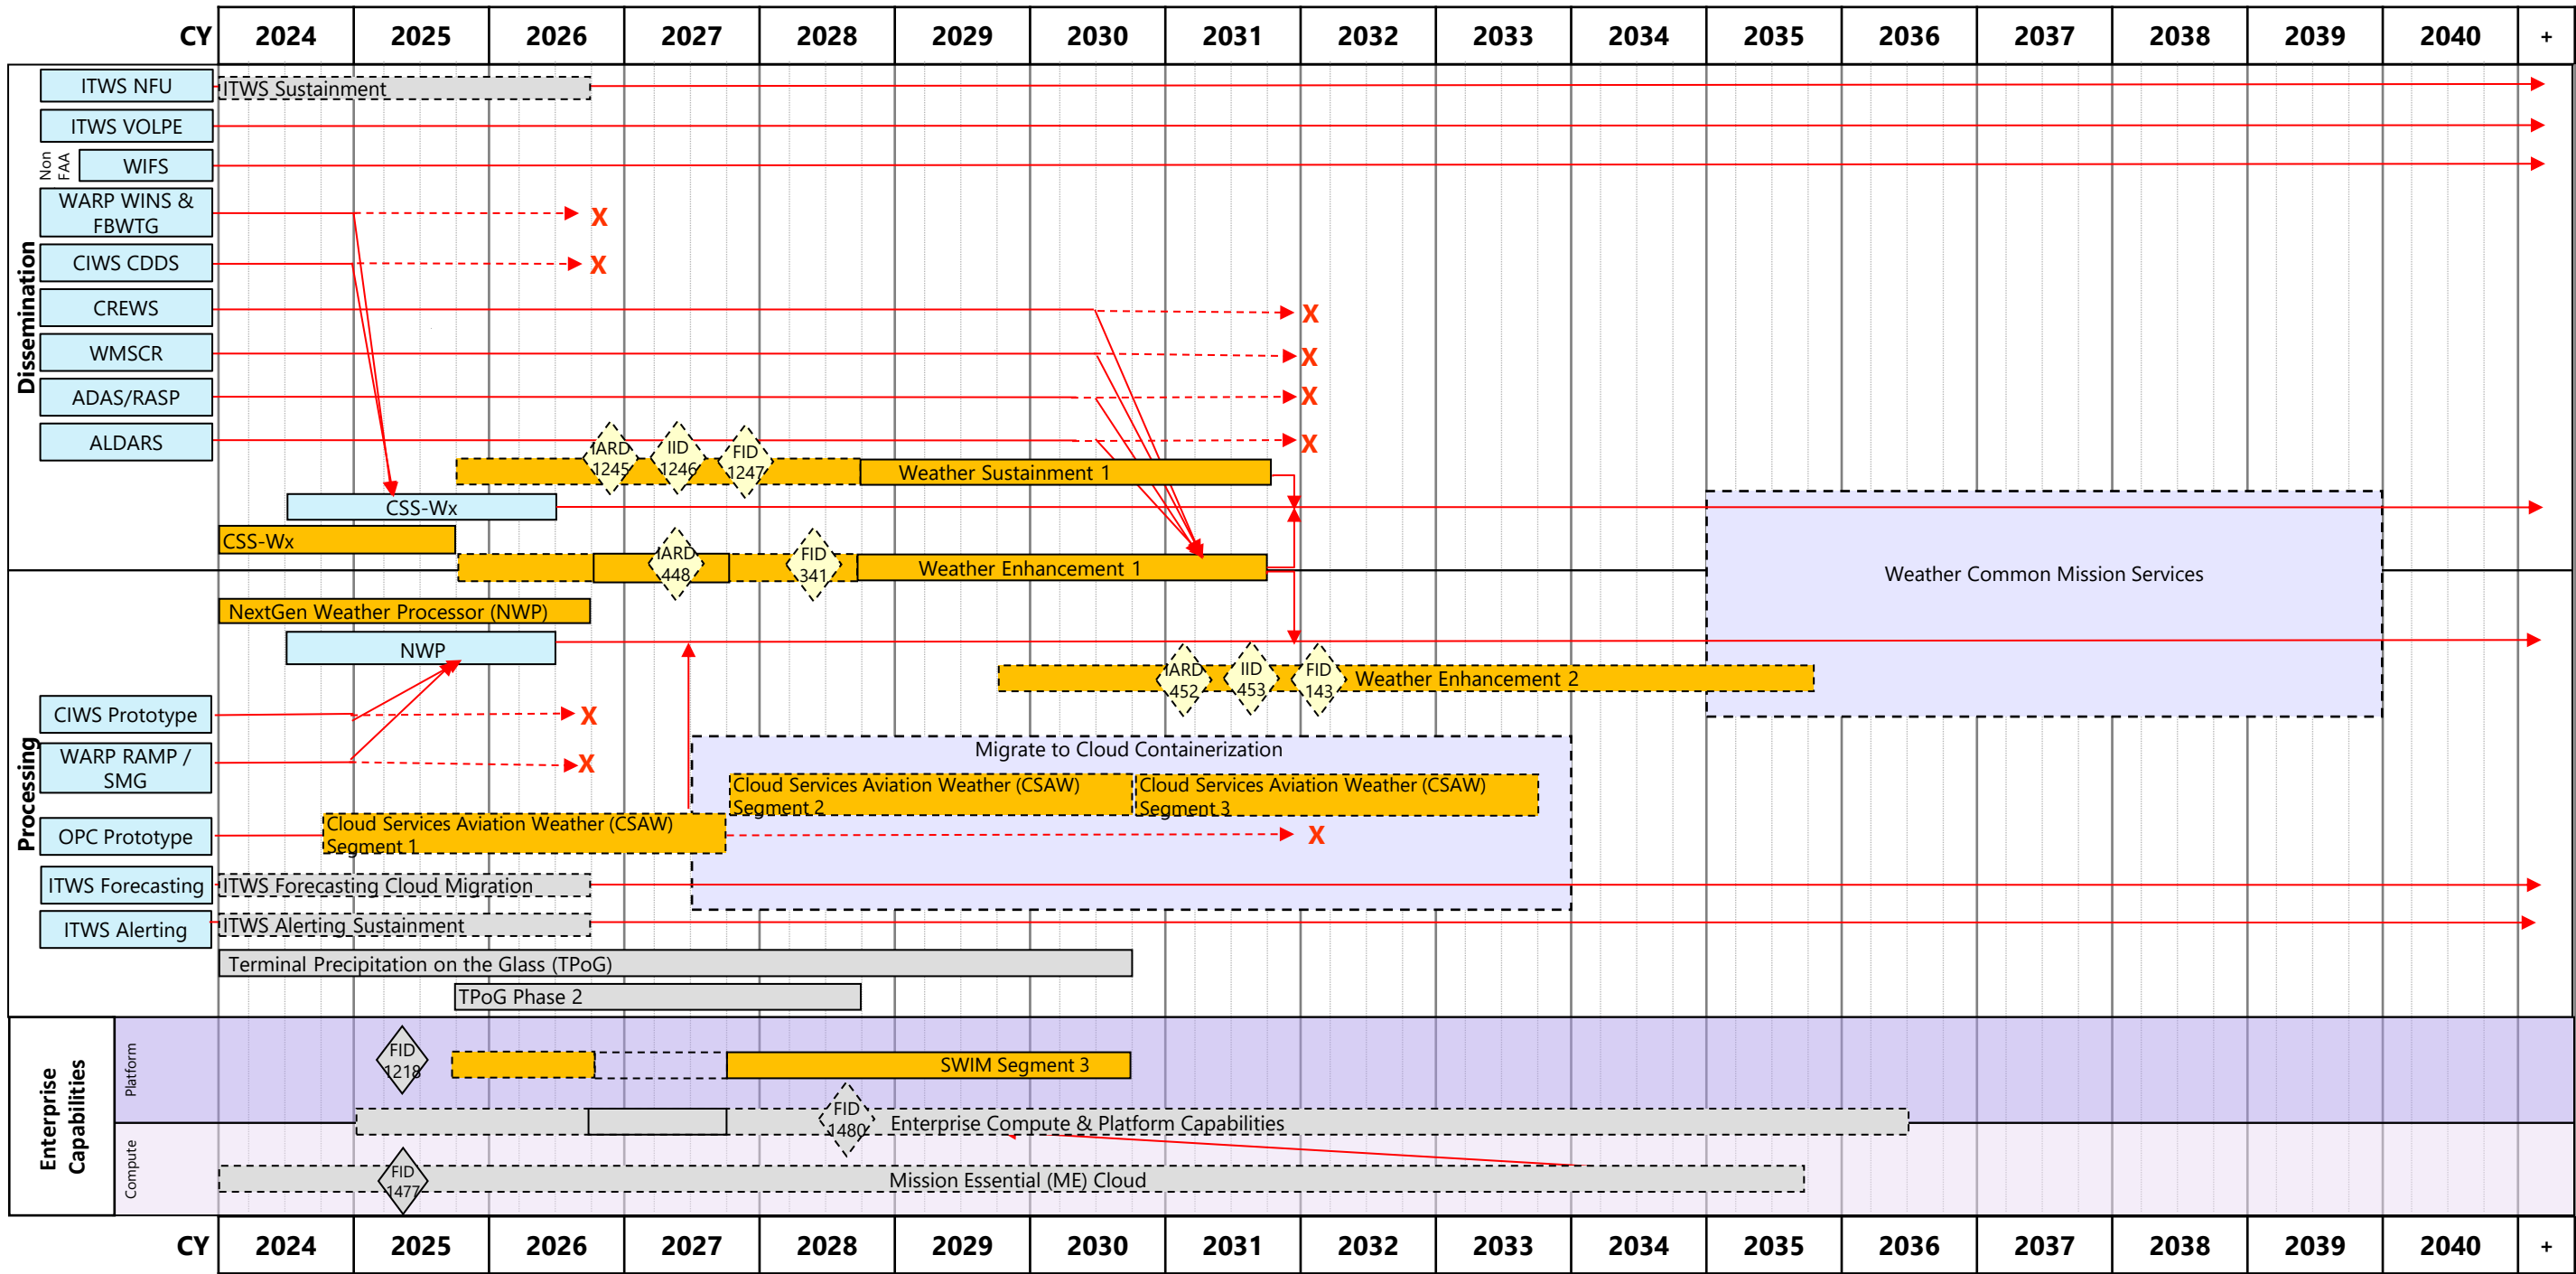 CY 2024 2025 2026 2027 2028 2029 2030 2031 2032 2033 2034 2035 2036 2037 2038 2039 2040 +
Dissemination
ITWS NFU
ITWS Sustainment
ITWS VOLPE
Non
FAA
WIFS
WARP WINS &
FBWTG
X
CIWS CDDS
X
CREWS
X
WMSCR
X
ADAS/RASP
X
ALDARS
X
IARD
1245
IID
1246
FID
1247
Weather Sustainment 1
CSS-Wx
CSS-Wx
IARD
448
FID
341
Weather Enhancement 1
Weather Common Mission Services
Processing
NextGen Weather Processor (NWP)
NWP
IARD
452
IID
453
FID
143
Weather Enhancement 2
CIWS Prototype
X
WARP RAMP /
SMG
X
Migrate to Cloud Containerization
Cloud Services Aviation Weather (CSAW)
Segment 2
Cloud Services Aviation Weather (CSAW)
Segment 3
OPC Prototype
Cloud Services Aviation Weather (CSAW)
Segment 1
X
ITWS Forecasting
ITWS Forecasting Cloud Migration
ITWS Alerting
ITWS Alerting Sustainment
Terminal Precipitation on the Glass (TPoG)
TPoG Phase 2
Enterprise
Capabilities
Platform
FID
1218
SWIM Segment 3
FID
1480
Enterprise Compute & Platform Capabilities
Compute
FID
1477
Mission Essential (ME) Cloud
CY 2024 2025 2026 2027 2028 2029 2030 2031 2032 2033 2034 2035 2036 2037 2038 2039 2040 +